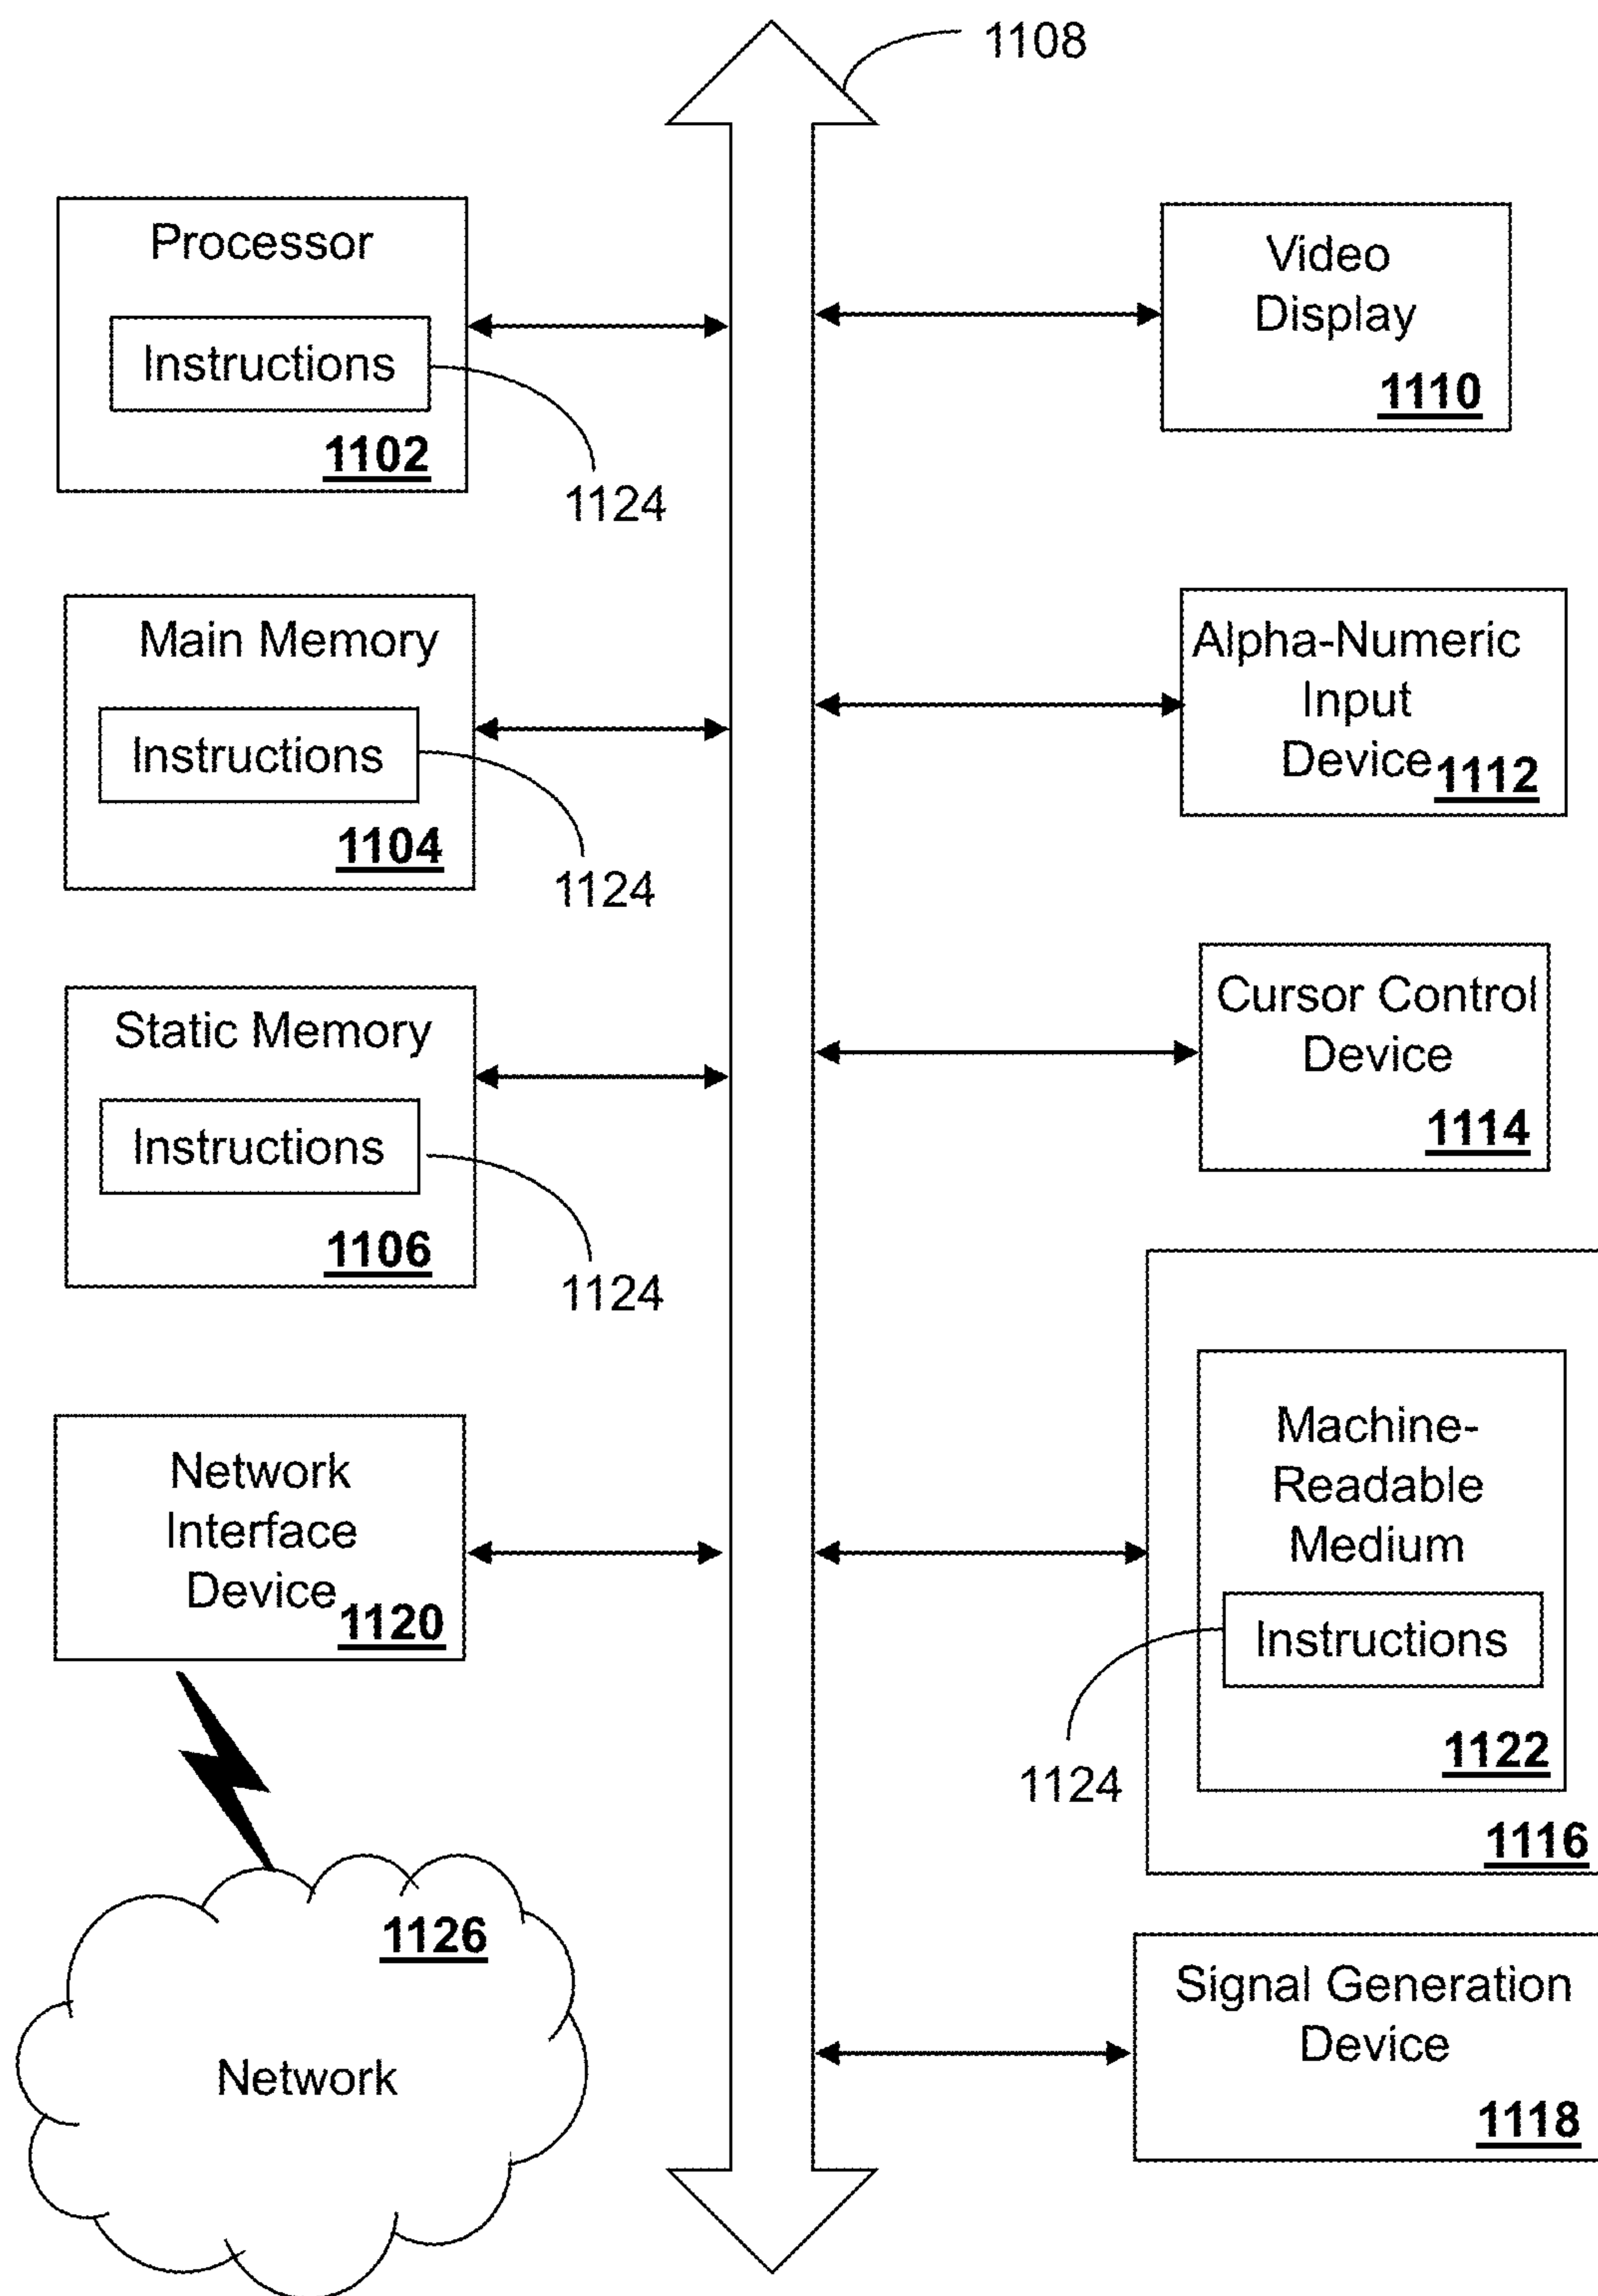 1108
Processor
Instructions
1102
1124
Main Memory
Instructions
1104
1124
Static Memory
Instructions
1106
1124
Network
Interface
Device
1120
1126
Network
Video
Display
1110
Alpha-Numeric
Input
Device
1112
Cursor Control
Device
1114
Machine-
Readable
Medium
Instructions
1122
1124
1116
Signal Generation
Device
1118